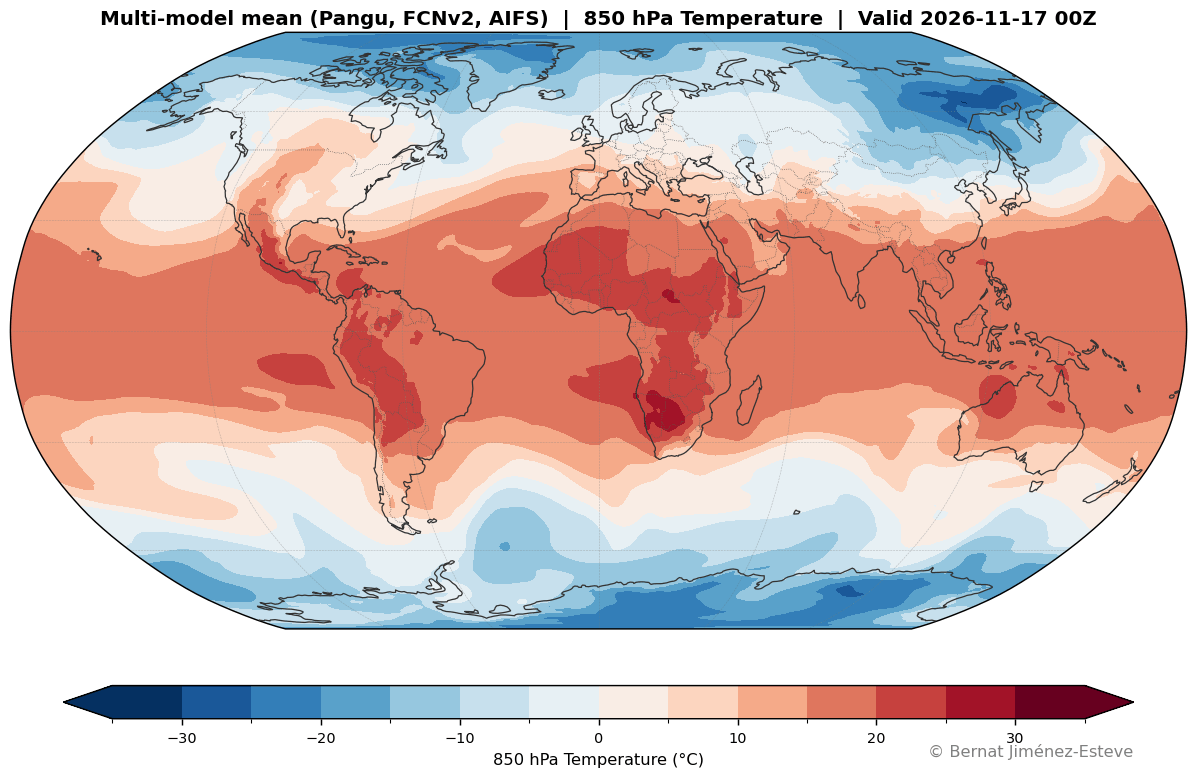 Multi-model mean (Pangu, FCNv2, AIFS)  |  850 hPa Temperature  |  Valid 2026-11-17 00Z
−30 −20 −10 0 10 20 30
850 hPa Temperature (°C)
© Bernat Jiménez-Esteve